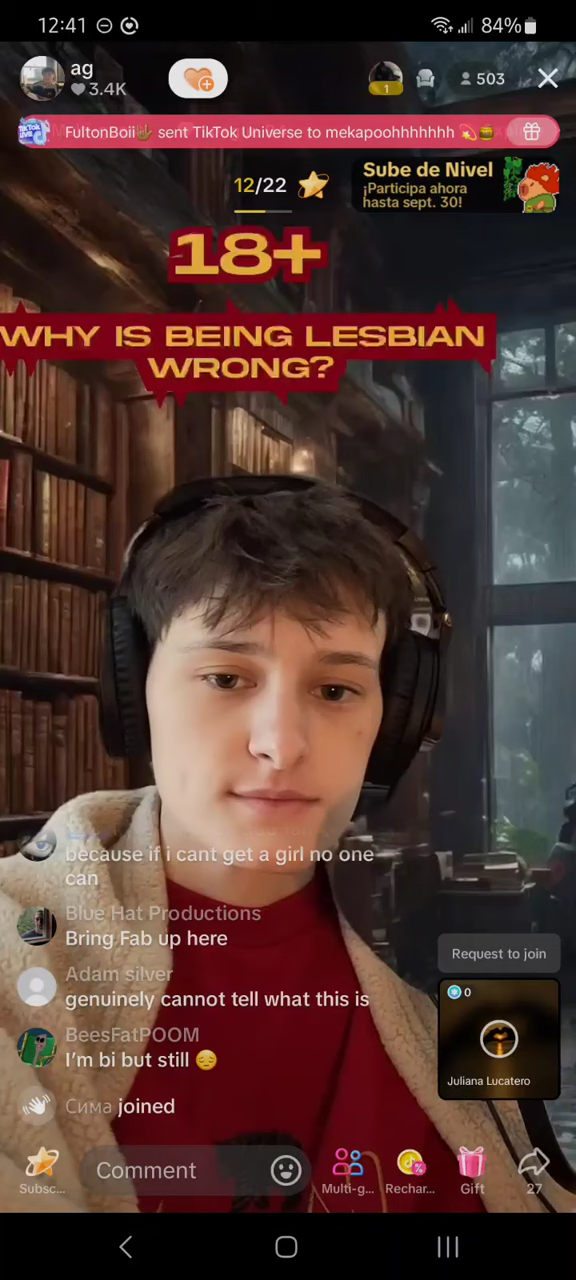 12:41
84%
ag
3.4K
1
503
FultonBoii🤟🏿 sent TikTok Universe to mekapoohhhhhhh 💫🍔
12/22
Sube de Nivel
¡Participa ahora
hasta sept. 30!
18+
WHY IS BEING LESBIAN
WRONG?
because if i cant get a girl no one
can
Blue Hat Productions
Bring Fab up here
Adam silver
genuinely cannot tell what this is
BeesFatPOOM
I'm bi but still 😔
Сима joined
Request to join
0
Juliana Lucatero
Comment
Subsc...
Multi-g...
Rechar...
Gift
27